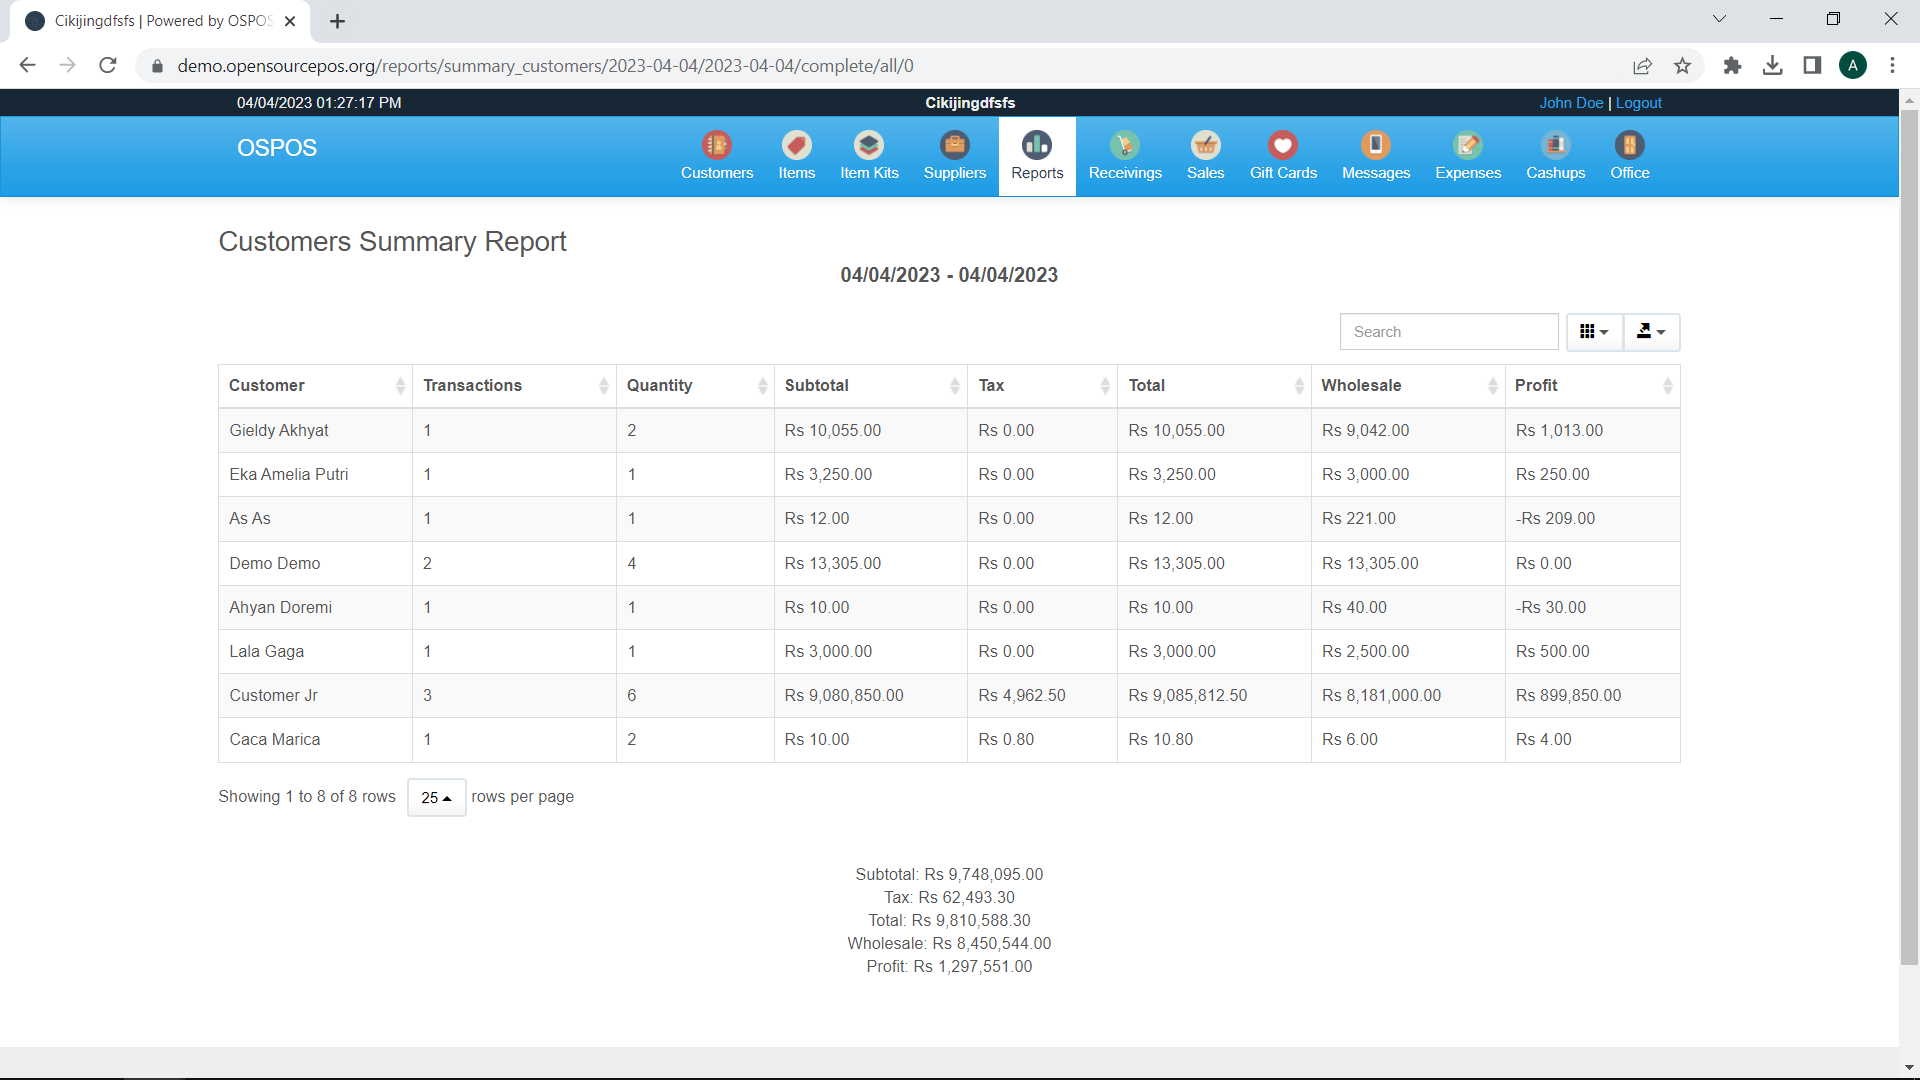 Cikijingdfsfs | Powered by OSPOS
demo.opensourcepos.org/reports/summary_customers/2023-04-04/2023-04-04/complete/all/0
A
04/04/2023 01:27:17 PM
Cikijingdfsfs
John Doe | Logout
OSPOS
Customers
Items
Item Kits
Suppliers
Reports
Receivings
Sales
Gift Cards
Messages
Expenses
Cashups
Office
Customers Summary Report
04/04/2023 - 04/04/2023
Search
Customer Transactions Quantity Subtotal Tax Total Wholesale Profit
Gieldy Akhyat 1 2 Rs 10,055.00 Rs 0.00 Rs 10,055.00 Rs 9,042.00 Rs 1,013.00
Eka Amelia Putri 1 1 Rs 3,250.00 Rs 0.00 Rs 3,250.00 Rs 3,000.00 Rs 250.00
As As 1 1 Rs 12.00 Rs 0.00 Rs 12.00 Rs 221.00 -Rs 209.00
Demo Demo 2 4 Rs 13,305.00 Rs 0.00 Rs 13,305.00 Rs 13,305.00 Rs 0.00
Ahyan Doremi 1 1 Rs 10.00 Rs 0.00 Rs 10.00 Rs 40.00 -Rs 30.00
Lala Gaga 1 1 Rs 3,000.00 Rs 0.00 Rs 3,000.00 Rs 2,500.00 Rs 500.00
Customer Jr 3 6 Rs 9,080,850.00 Rs 4,962.50 Rs 9,085,812.50 Rs 8,181,000.00 Rs 899,850.00
Caca Marica 1 2 Rs 10.00 Rs 0.80 Rs 10.80 Rs 6.00 Rs 4.00
Showing 1 to 8 of 8 rows 25 rows per page
Subtotal: Rs 9,748,095.00
Tax: Rs 62,493.30
Total: Rs 9,810,588.30
Wholesale: Rs 8,450,544.00
Profit: Rs 1,297,551.00